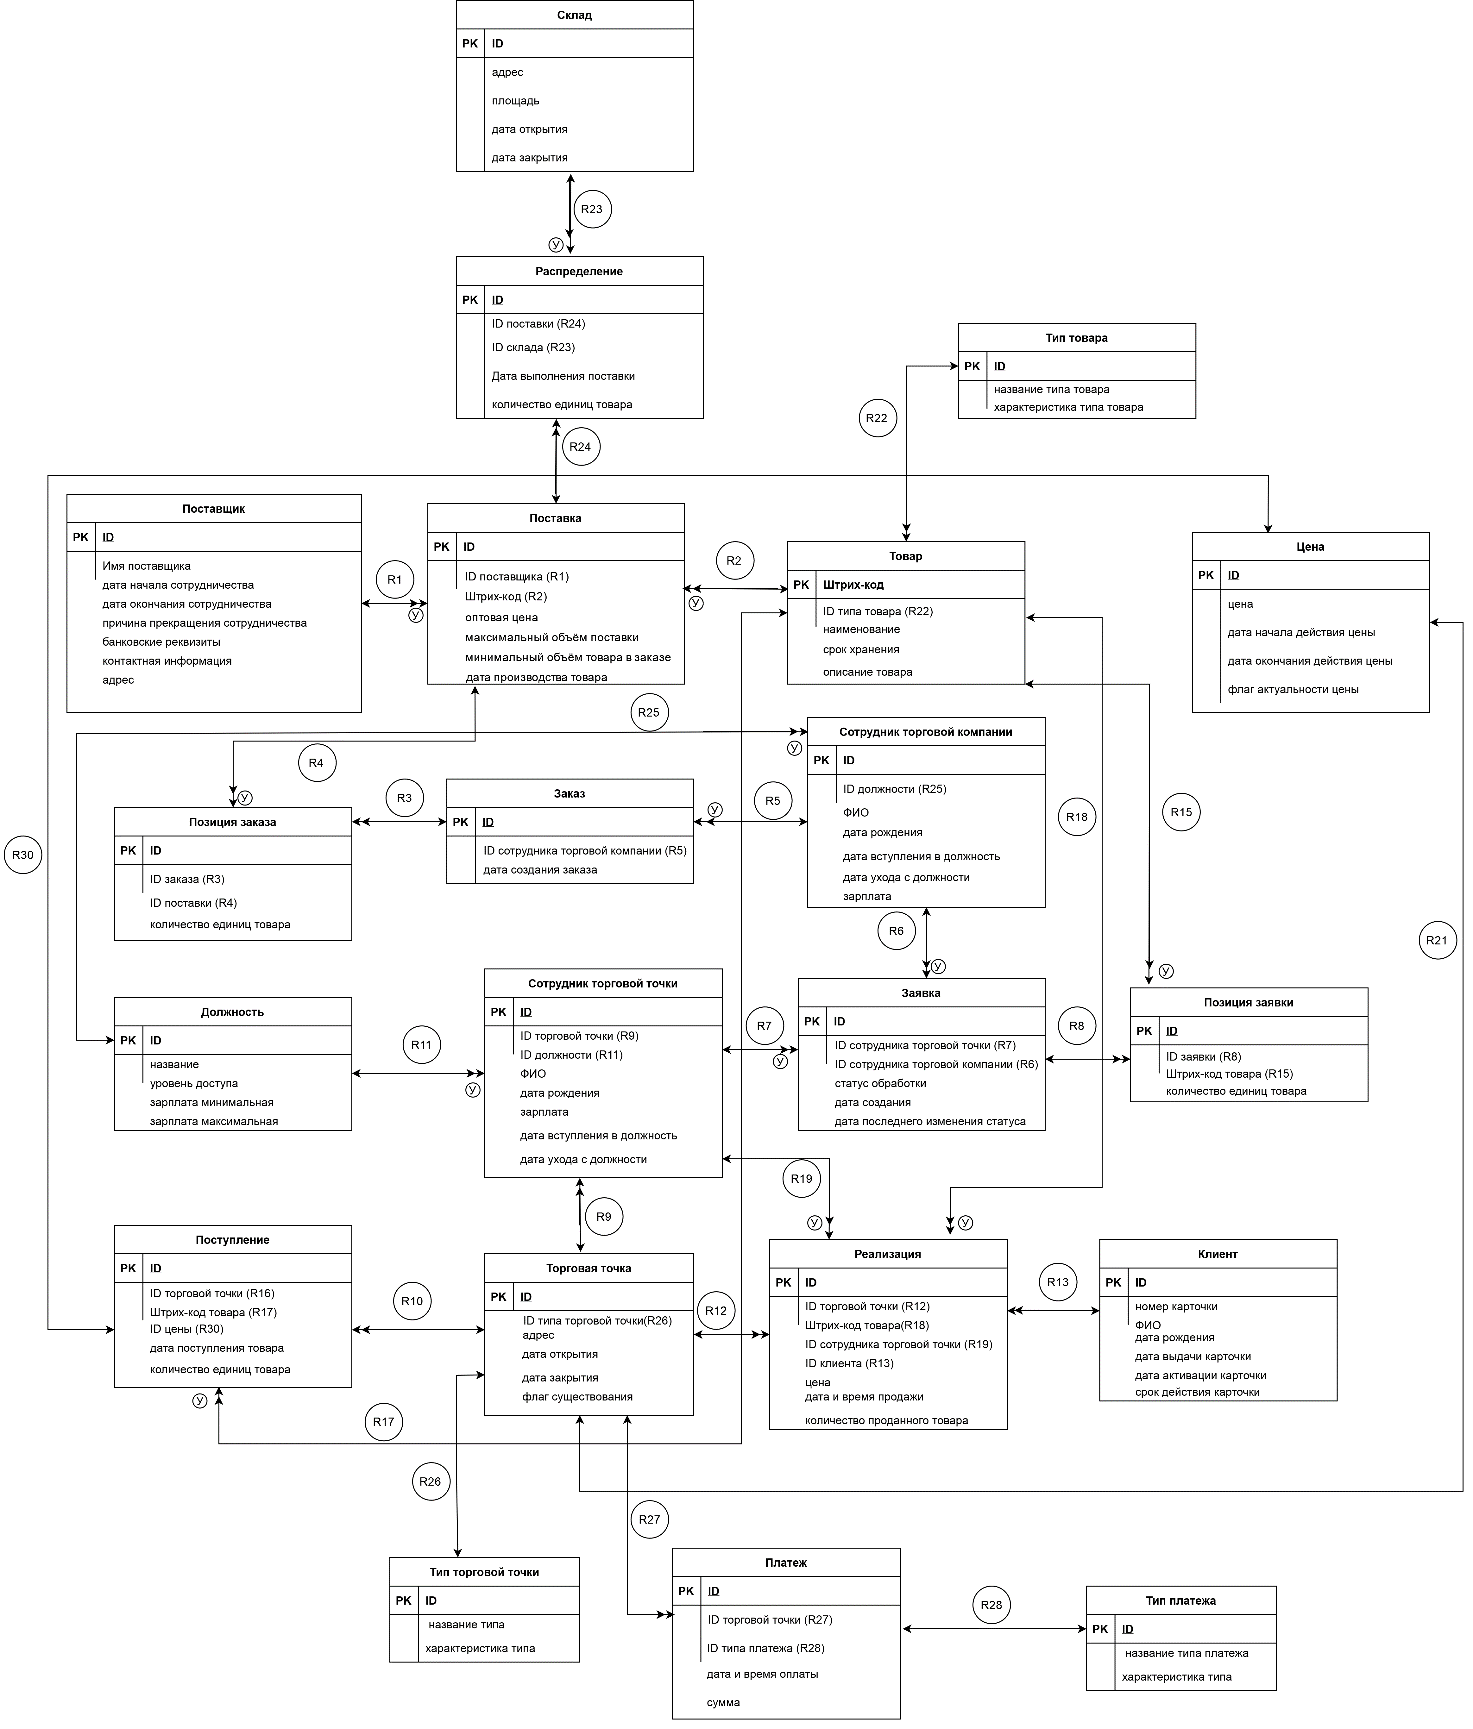 Склад
PK ID
адрес
площадь
дата открытия
дата закрытия
R23
У
Распределение
PK ID
ID поставки (R24)
ID склада (R23)
Дата выполнения поставки
количество единиц товара
R24
Тип товара
PK ID
название типа товара
характеристика типа товара
R22
Поставщик
PK ID
Имя поставщика
дата начала сотрудничества
дата окончания сотрудничества
причина прекращения сотрудничества
банковские реквизиты
контактная информация
адрес
R1
У
Поставка
PK ID
ID поставщика (R1)
Штрих-код (R2)
оптовая цена
максимальный объём поставки
минимальный объём товара в заказе
дата производства товара
R2
У
Товар
PK Штрих-код
ID типа товара (R22)
наименование
срок хранения
описание товара
Цена
PK ID
цена
дата начала действия цены
дата окончания действия цены
флаг актуальности цены
R25
У
R4
У
R3
Заказ
PK ID
ID сотрудника торговой компании (R5)
дата создания заказа
У
R5
Сотрудник торговой компании
PK ID
ID должности (R25)
ФИО
дата рождения
дата вступления в должность
дата ухода с должности
зарплата
R18
R15
У
R30
Позиция заказа
PK ID
ID заказа (R3)
ID поставки (R4)
количество единиц товара
R6
У
R21
Должность
PK ID
название
уровень доступа
зарплата минимальная
зарплата максимальная
R11
У
Сотрудник торговой точки
PK ID
ID торговой точки (R9)
ID должности (R11)
ФИО
дата рождения
зарплата
дата вступления в должность
дата ухода с должности
R7
У
Заявка
PK ID
ID сотрудника торговой точки (R7)
ID сотрудника торговой компании (R6)
статус обработки
дата создания
дата последнего изменения статуса
R8
Позиция заявки
PK ID
ID заявки (R8)
Штрих-код товара (R15)
количество единиц товара
R19
У
У
R9
Поступление
PK ID
ID торговой точки (R16)
Штрих-код товара (R17)
ID цены (R30)
дата поступления товара
количество единиц товара
У
R10
Торговая точка
PK ID
ID типа торговой точки(R26)
адрес
дата открытия
дата закрытия
флаг существования
R12
Реализация
PK ID
ID торговой точки (R12)
Штрих-код товара(R18)
ID сотрудника торговой точки (R19)
ID клиента (R13)
цена
дата и время продажи
количество проданного товара
R13
Клиент
PK ID
номер карточки
ФИО
дата рождения
дата выдачи карточки
дата активации карточки
срок действия карточки
R17
R26
R27
Тип торговой точки
PK ID
название типа
характеристика типа
Платеж
PK ID
ID торговой точки (R27)
ID типа платежа (R28)
дата и время оплаты
сумма
R28
Тип платежа
PK ID
название типа платежа
характеристика типа